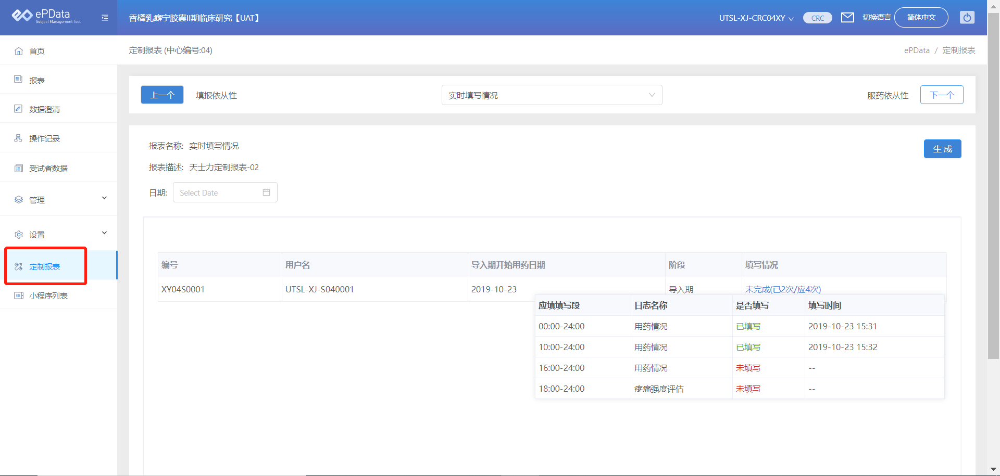 ePData
Subject Management Tool
香橘乳癖宁胶囊II期临床研究【UAT】
UTSL-XJ-CRC04XY
CRC
切换语言
简体中文
首页
报表
数据澄清
操作记录
受试者数据
管理
设置
定制报表
小程序列表
定制报表 (中心编号:04)
ePData / 定制报表
上一个 填报依从性
实时填写情况
服药依从性 下一个
报表名称: 实时填写情况
生 成
报表描述: 天士力定制报表-02
日期: Select Date
编号 用户名 导入期开始用药日期 阶段 填写情况
XY04S0001 UTSL-XJ-S040001 2019-10-23 导入期 未完成(已2次/应4次)
应填填写段 日志名称 是否填写 填写时间
00:00-24:00 用药情况 已填写 2019-10-23 15:31
10:00-24:00 用药情况 已填写 2019-10-23 15:32
16:00-24:00 用药情况 未填写 --
18:00-24:00 疼痛强度评估 未填写 --